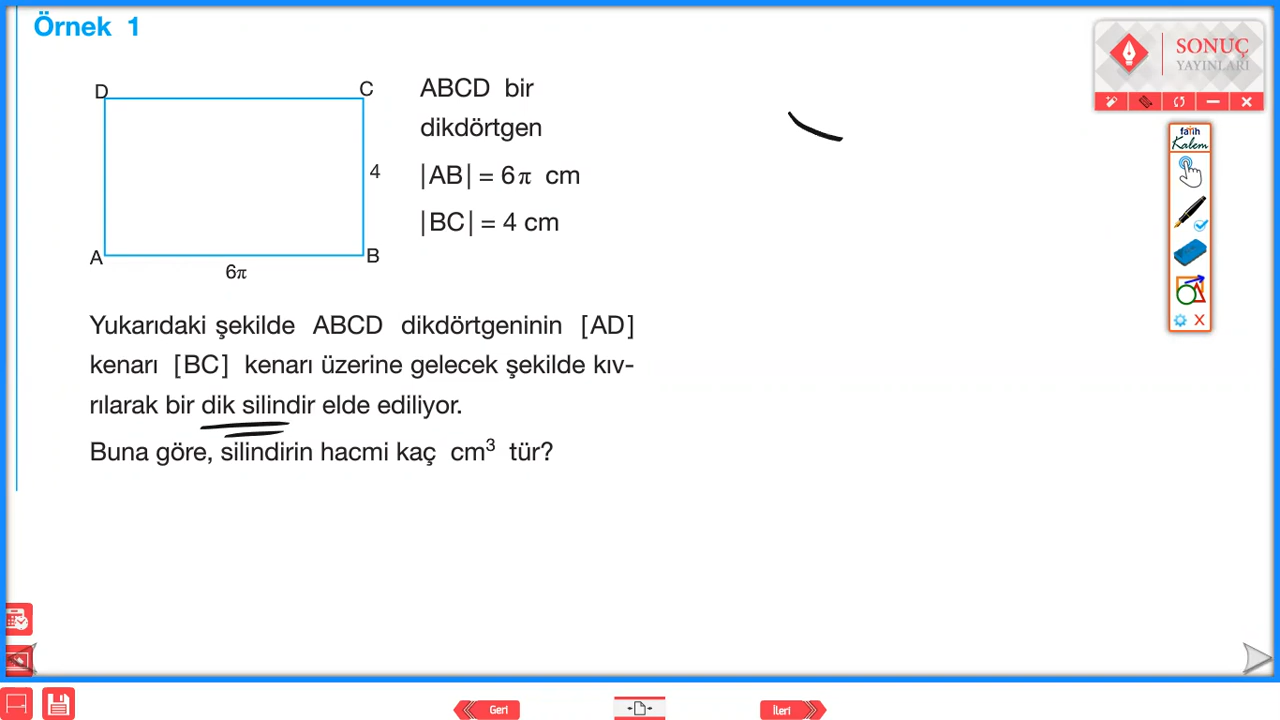 Örnek 1
SONUÇ
YAYINLARI
D
C
4
A
B
6π
ABCD bir
dikdörtgen
|AB| = 6π cm
|BC| = 4 cm
fatih
Kalem
Yukarıdaki şekilde ABCD dikdörtgeninin [AD]
kenarı [BC] kenarı üzerine gelecek şekilde kıv-
rılarak bir dik silindir elde ediliyor.
Buna göre, silindirin hacmi kaç cm³ tür?
Geri
İleri